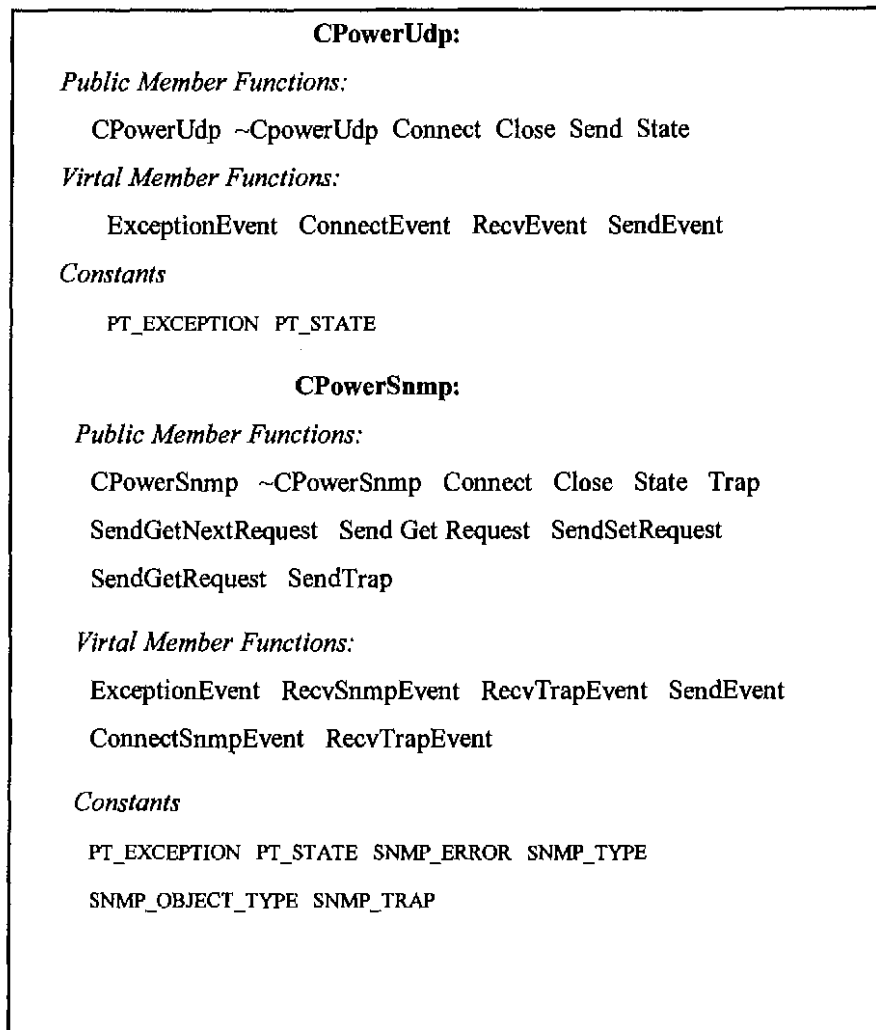 CPowerUdp:
Public Member Functions:
CPowerUdp ~CpowerUdp Connect Close Send State
Virtal Member Functions:
ExceptionEvent ConnectEvent RecvEvent SendEvent
Constants
PT_EXCEPTION PT_STATE
CPowerSnmp:
Public Member Functions:
CPowerSnmp ~CPowerSnmp Connect Close State Trap
SendGetNextRequest Send Get Request SendSetRequest
SendGetRequest SendTrap
Virtal Member Functions:
ExceptionEvent RecvSnmpEvent RecvTrapEvent SendEvent
ConnectSnmpEvent RecvTrapEvent
Constants
PT_EXCEPTION PT_STATE SNMP_ERROR SNMP_TYPE
SNMP_OBJECT_TYPE SNMP_TRAP